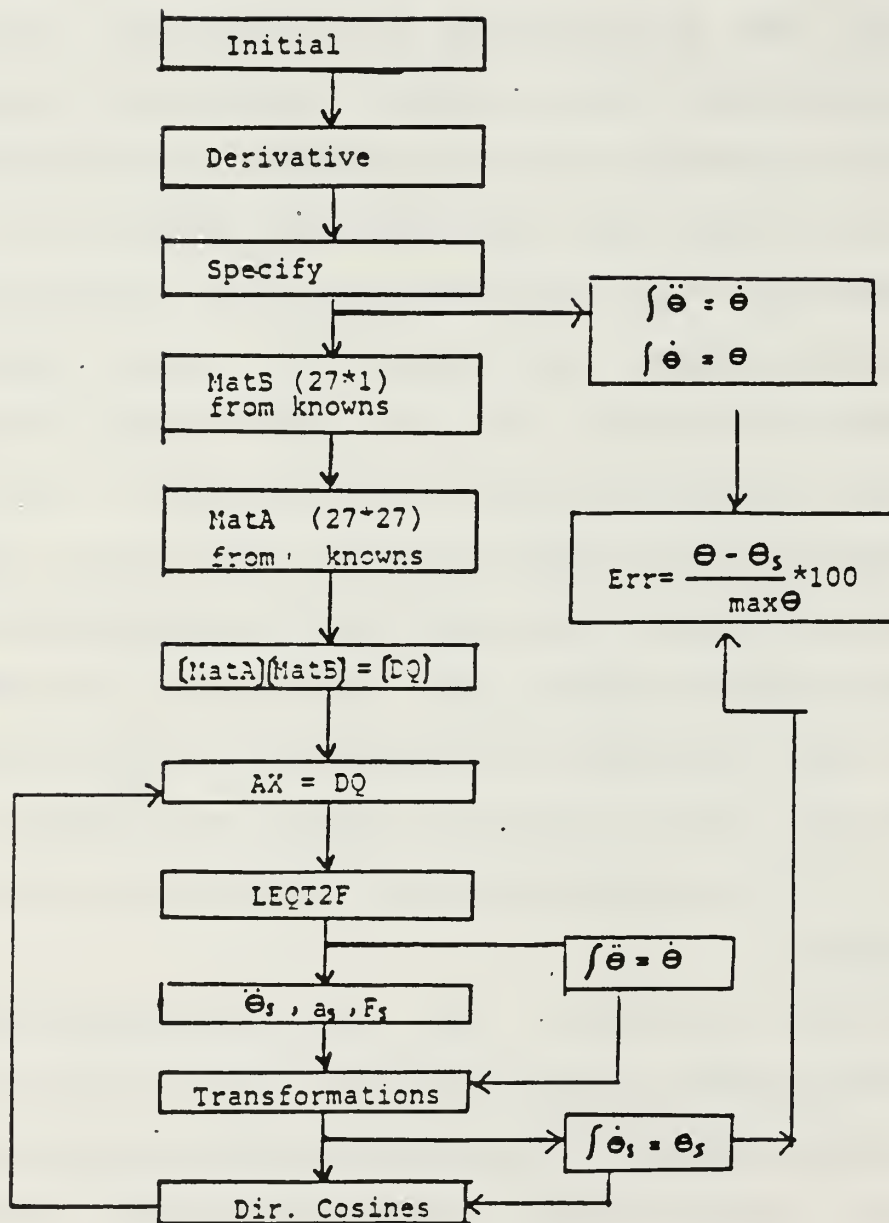 Initial
Derivative
Specify
∫ Θ̈ = Θ̇
∫ Θ̇ = Θ
MatB (27*1)
from knowns
MatA (27*27)
from knowns
Err= Θ - Θs / maxΘ *100
[MatA][MatB] = [DQ]
AX = DQ
LEQT2F
∫ Θ̈ = Θ̇
Θ̈s , as , Fs
Transformations
∫ Θ̇s = Θs
Dir. Cosines